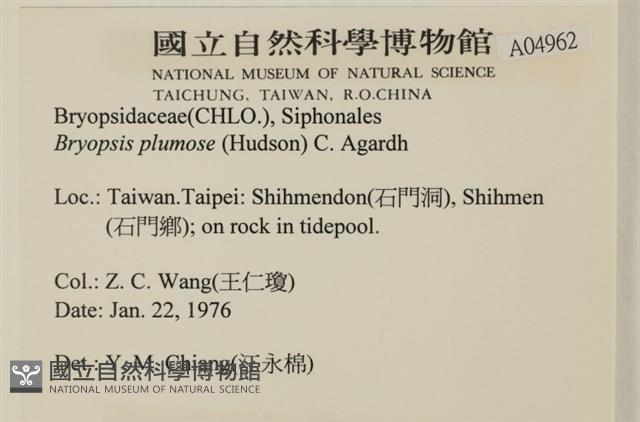 國立自然科學博物館
A04962
NATIONAL MUSEUM OF NATURAL SCIENCE
TAICHUNG, TAIWAN, R.O.CHINA
Bryopsidaceae(CHLO.), Siphonales
Bryopsis plumose (Hudson) C. Agardh
Loc.: Taiwan.Taipei: Shihmendon(石門洞), Shihmen
(石門鄉); on rock in tidepool.
Col.: Z. C. Wang(王仁瓊)
Date: Jan. 22, 1976
Det.: Y. M. Chiang(江永棉)
國立自然科學博物館
NATIONAL MUSEUM OF NATURAL SCIENCE